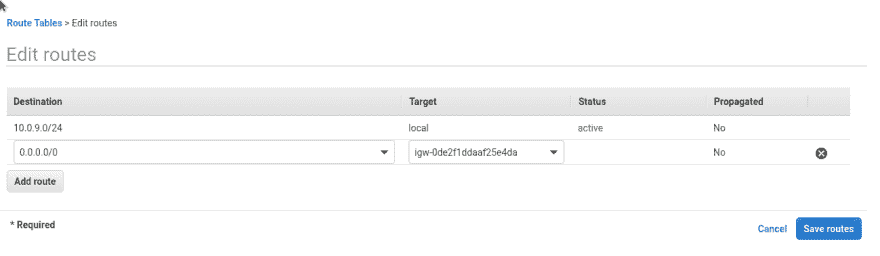 Route Tables > Edit routes
Edit routes
Destination Target Status Propagated
10.0.9.0/24 local active No
0.0.0.0/0 igw-0de2f1ddaaf25e4da No
Add route
* Required
Cancel Save routes